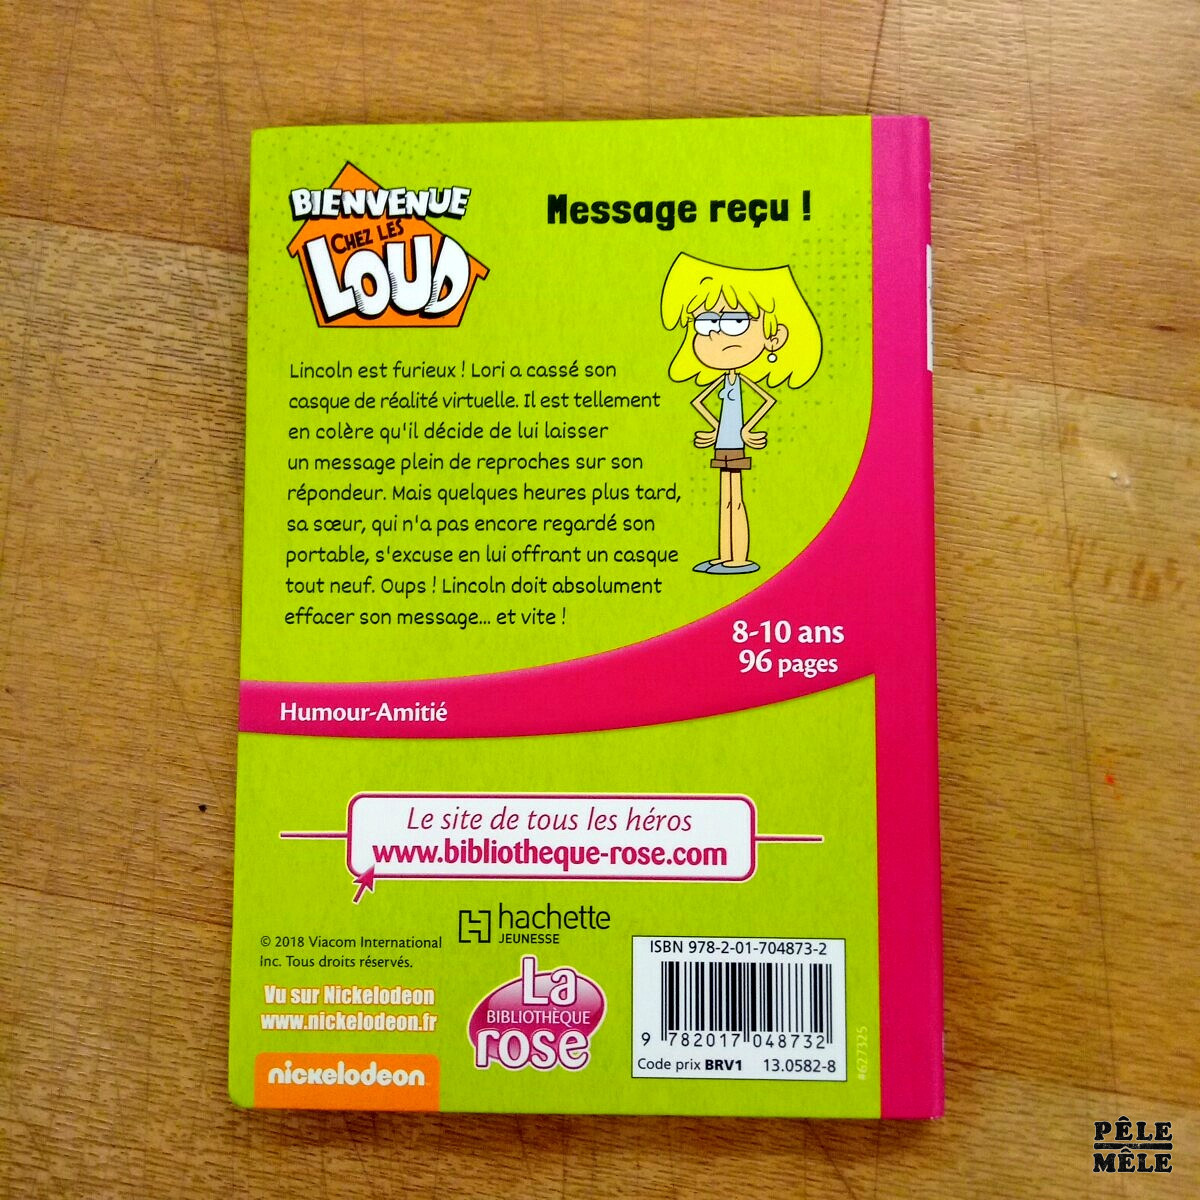 BIENVENUE
CHEZ LES
LOUD
Message reçu !
Lincoln est furieux ! Lori a cassé son
casque de réalité virtuelle. Il est tellement
en colère qu'il décide de lui laisser
un message plein de reproches sur son
répondeur. Mais quelques heures plus tard,
sa sœur, qui n'a pas encore regardé son
portable, s'excuse en lui offrant un casque
tout neuf. Oups ! Lincoln doit absolument
effacer son message... et vite !
8-10 ans
96 pages
Humour-Amitié
Le site de tous les héros
www.bibliotheque-rose.com
hachette
JEUNESSE
© 2018 Viacom International
Inc. Tous droits réservés.
Vu sur Nickelodeon
www.nickelodeon.fr
nickelodeon
La
BIBLIOTHÈQUE
rose
ISBN 978-2-01-704873-2
9 782017 048732
Code prix BRV1 13.0582-8
#627325
PÊLE
MÊLE